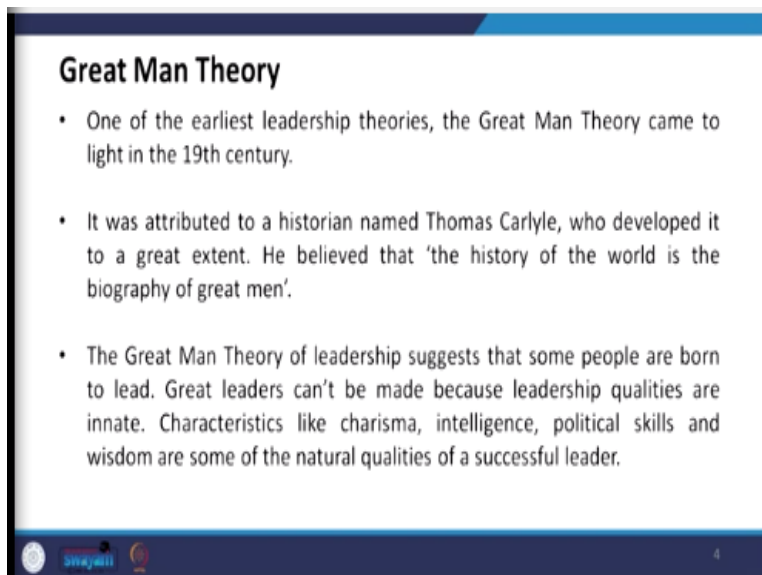 Great Man Theory
• One of the earliest leadership theories, the Great Man Theory came to
light in the 19th century.
• It was attributed to a historian named Thomas Carlyle, who developed it
to a great extent. He believed that ‘the history of the world is the
biography of great men’.
• The Great Man Theory of leadership suggests that some people are born
to lead. Great leaders can’t be made because leadership qualities are
innate. Characteristics like charisma, intelligence, political skills and
wisdom are some of the natural qualities of a successful leader.
swayam
4